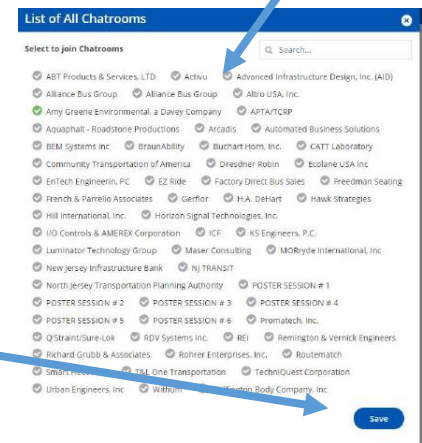 List of All Chatrooms
Select to join Chatrooms Search...
ABT Products & Services, LTD Activu Advanced Infrastructure Design, Inc. (AID)
Alliance Bus Group Alliance Bus Group Altro USA, Inc.
Amy Greene Environmental, a Davey Company APTA/TCRP
Aquaphalt - Roadstone Productions Arcadis Automated Business Solutions
BEM Systems Inc BraunAbility Buchart Horn, Inc. CATT Laboratory
Community Transportation of America Dresdner Robin Ecolane USA Inc
EnTech Engineerin, PC EZ Ride Factory Direct Bus Sales Freedman Seating
French & Parrello Associates Gerflor H.A. DeHart Hawk Strategies
Hill International, Inc. Horizon Signal Technologies, Inc.
I/O Controls & AMEREX Corporation ICF KS Engineers, P.C.
Luminator Technology Group Maser Consulting MORryde International, Inc
New Jersey Infrastructure Bank NJ TRANSIT
North Jersey Transportation Planning Authority POSTER SESSION # 1
POSTER SESSION # 2 POSTER SESSION # 3 POSTER SESSION # 4
POSTER SESSION # 5 POSTER SESSION # 6 Promatech, Inc.
Q'Straint/Sure-Lok RDV Systems Inc. REI Remington & Vernick Engineers
Richard Grubb & Associates Rohrer Enterprises, Inc. Routematch
Smart T&L One Transportation TechniQuest Corporation
Urban Engineers, Inc Withum Body Company, Inc
Save